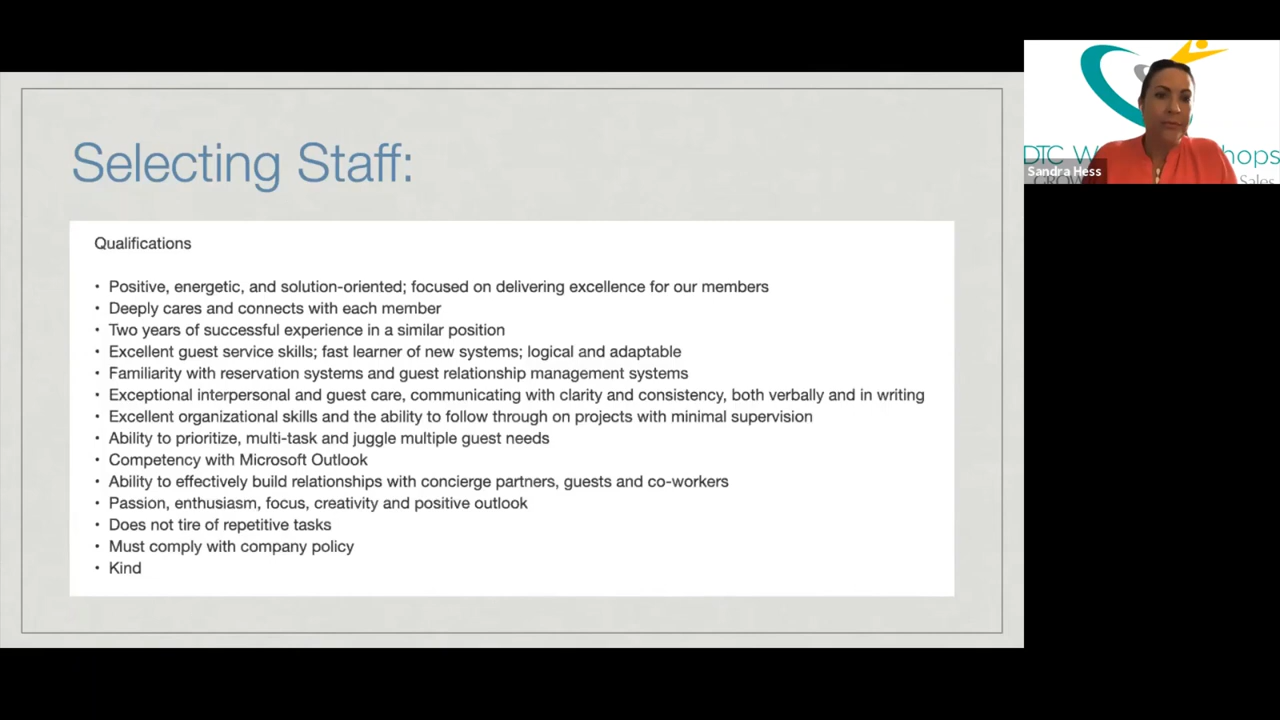 Selecting Staff:
Qualifications
• Positive, energetic, and solution-oriented; focused on delivering excellence for our members
• Deeply cares and connects with each member
• Two years of successful experience in a similar position
• Excellent guest service skills; fast learner of new systems; logical and adaptable
• Familiarity with reservation systems and guest relationship management systems
• Exceptional interpersonal and guest care, communicating with clarity and consistency, both verbally and in writing
• Excellent organizational skills and the ability to follow through on projects with minimal supervision
• Ability to prioritize, multi-task and juggle multiple guest needs
• Competency with Microsoft Outlook
• Ability to effectively build relationships with concierge partners, guests and co-workers
• Passion, enthusiasm, focus, creativity and positive outlook
• Does not tire of repetitive tasks
• Must comply with company policy
• Kind
DTC W hops
Sandra Hess
GROW Sales